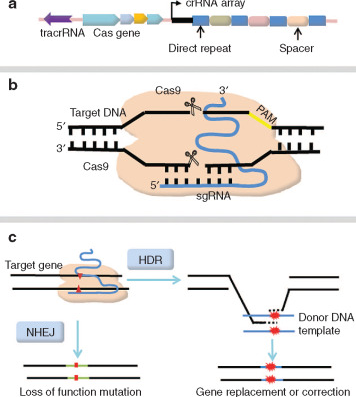 a
crRNA array
tracrRNA
Cas gene
Direct repeat
Spacer
b
Cas9
3′
Target DNA
PAM
5′
3′
Cas9
5′
sgRNA
c
Target gene
HDR
NHEJ
Donor DNA
template
Loss of function mutation
Gene replacement or correction